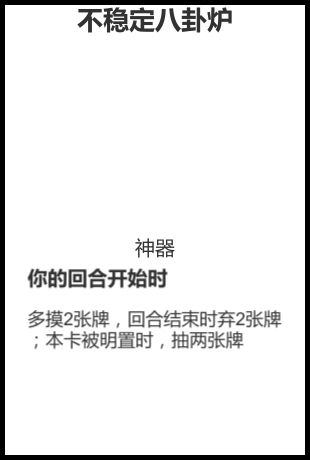 不稳定八卦炉
神器
你的回合开始时
多摸2张牌，回合结束时弃2张牌
；本卡被明置时，抽两张牌